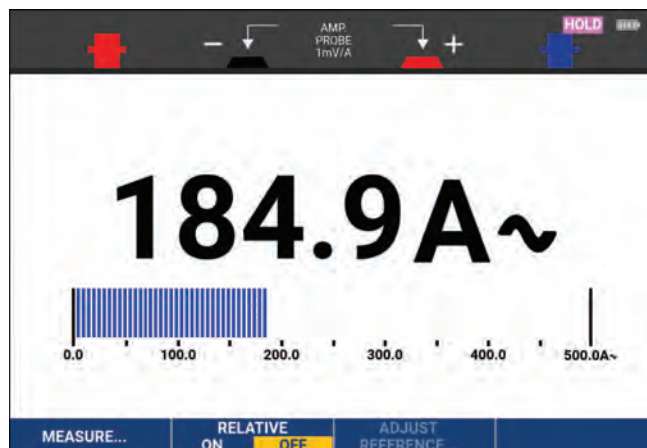 AMP.
PROBE
1mV/A
HOLD
− +
184.9A~
0.0 100.0 200.0 300.0 400.0 500.0A~
MEASURE...
RELATIVE
ON OFF
ADJUST
REFERENCE